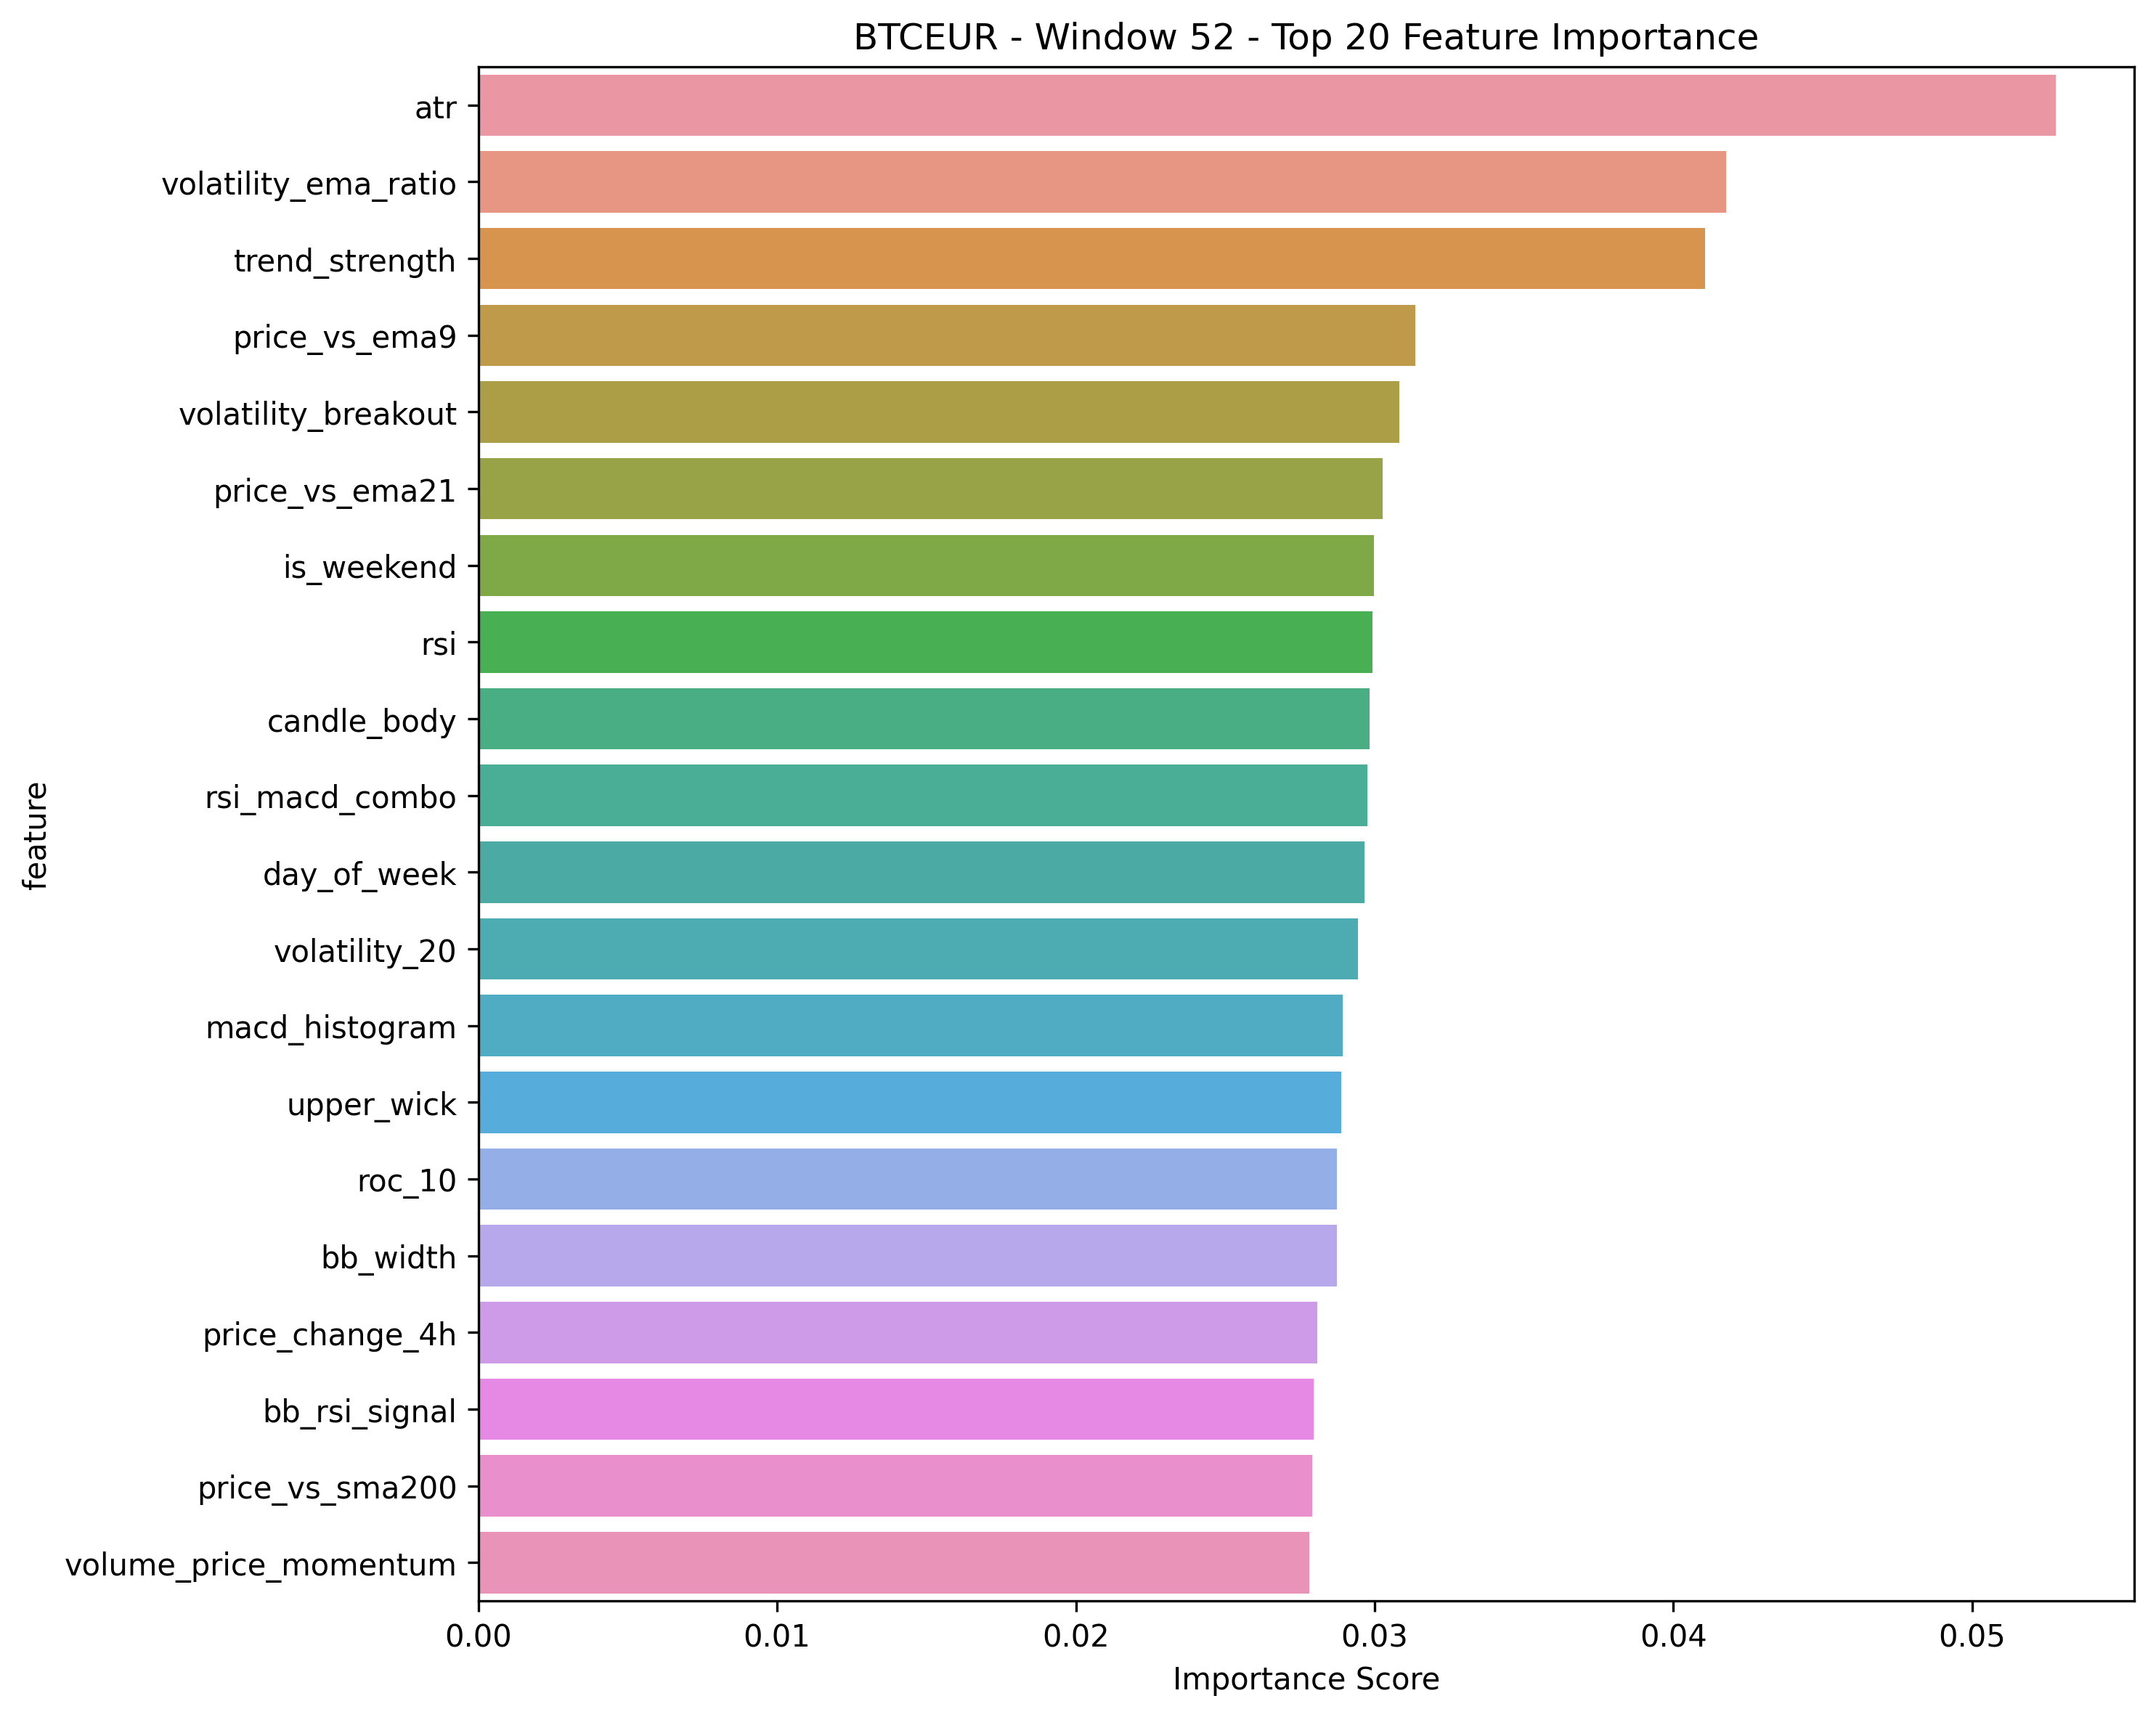 BTCEUR - Window 52 - Top 20 Feature Importance
atr
volatility_ema_ratio
trend_strength
price_vs_ema9
volatility_breakout
price_vs_ema21
is_weekend
rsi
candle_body
rsi_macd_combo
day_of_week
volatility_20
macd_histogram
upper_wick
roc_10
bb_width
price_change_4h
bb_rsi_signal
price_vs_sma200
volume_price_momentum
feature
0.00 0.01 0.02 0.03 0.04 0.05
Importance Score